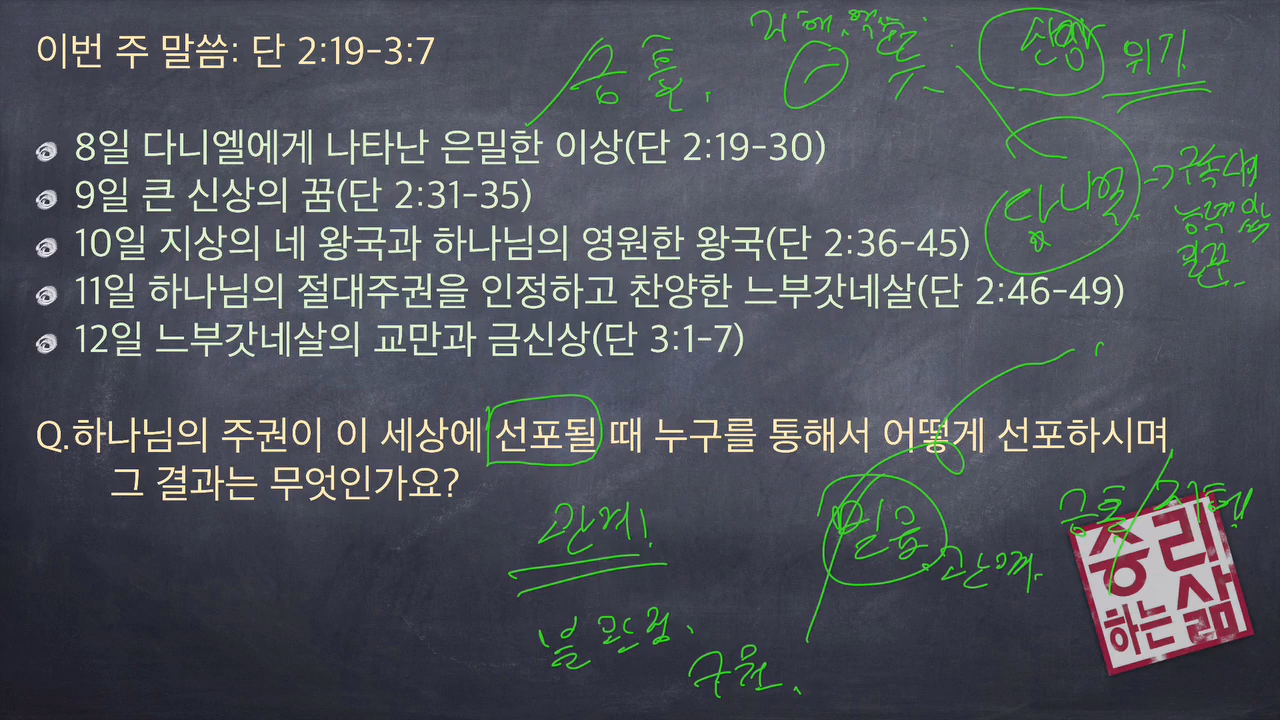 이번 주 말씀: 단 2:19-3:7
위기
8일 다니엘에게 나타난 은밀한 이상(단 2:19-30)
9일 큰 신상의 꿈(단 2:31-35)
다니엘
10일 지상의 네 왕국과 하나님의 영원한 왕국(단 2:36-45)
11일 하나님의 절대주권을 인정하고 찬양한 느부갓네살(단 2:46-49)
12일 느부갓네살의 교만과 금신상(단 3:1-7)
Q.하나님의 주권이 이 세상에 선포될 때 누구를 통해서 어떻게 선포하시며
그 결과는 무엇인가요?
관계!
구원.
승리
하는 삶